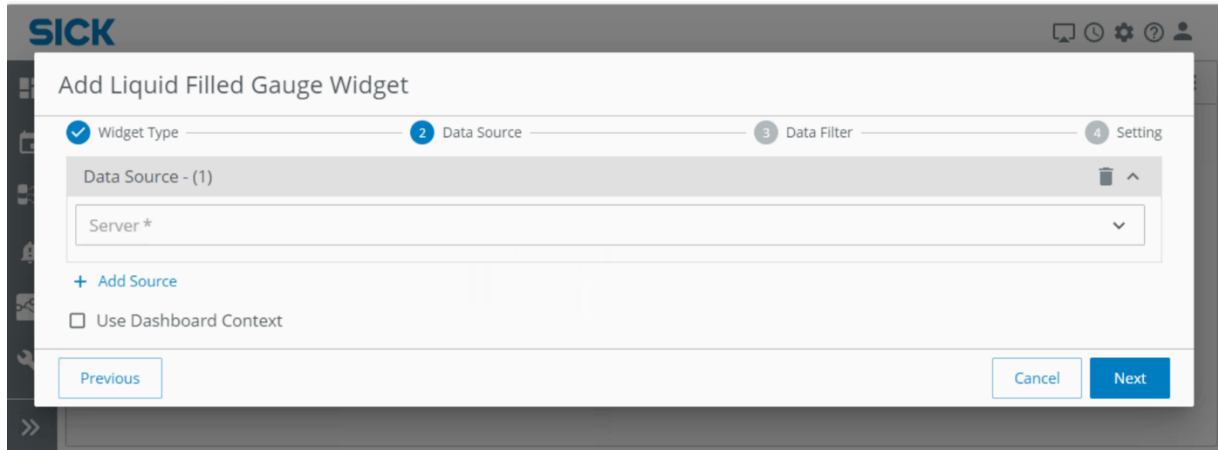 SICK
Add Liquid Filled Gauge Widget
Widget Type 2 Data Source 3 Data Filter 4 Setting
Data Source - (1)
Server *
+ Add Source
Use Dashboard Context
Previous Cancel Next